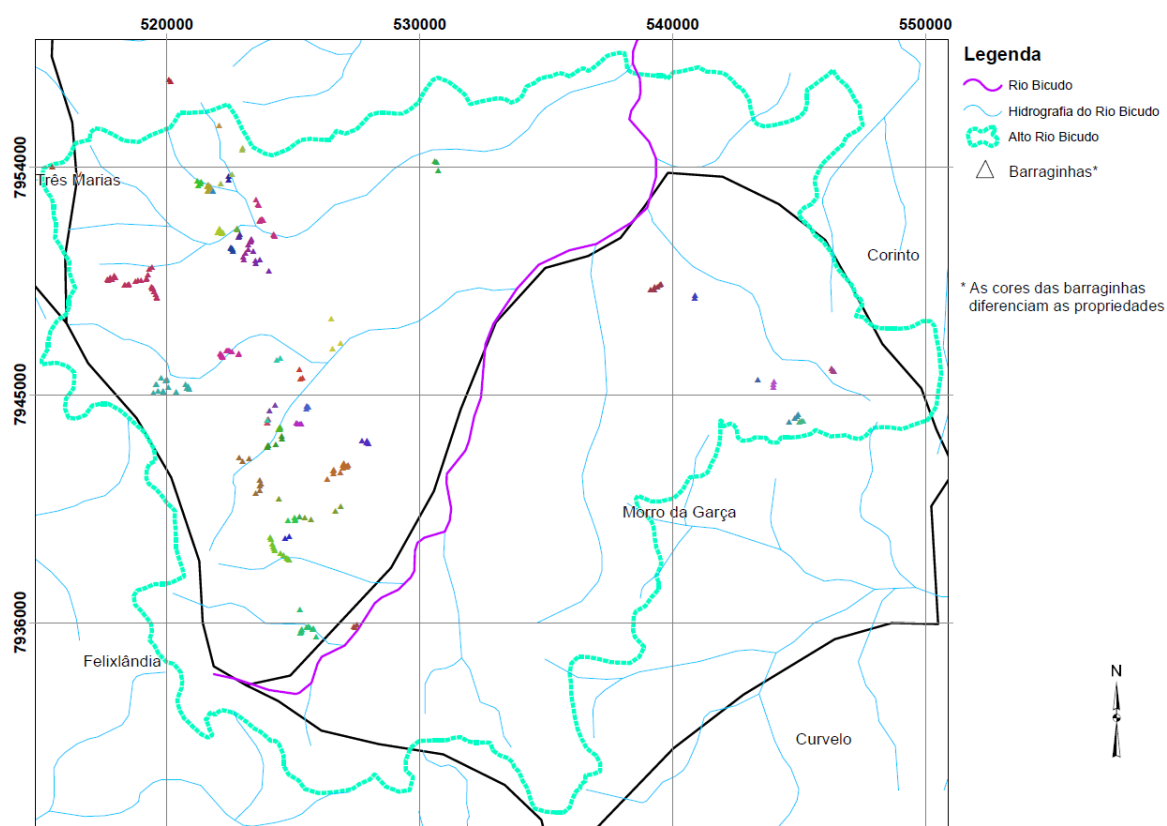 520000
530000
540000
550000
7954000
7945000
7936000
Três Marias
Corinto
Morro da Garça
Felixlândia
Curvelo
Legenda
Rio Bicudo
Hidrografia do Rio Bicudo
Alto Rio Bicudo
Barraginhas*
* As cores das barraginhas
diferenciam as propriedades
N